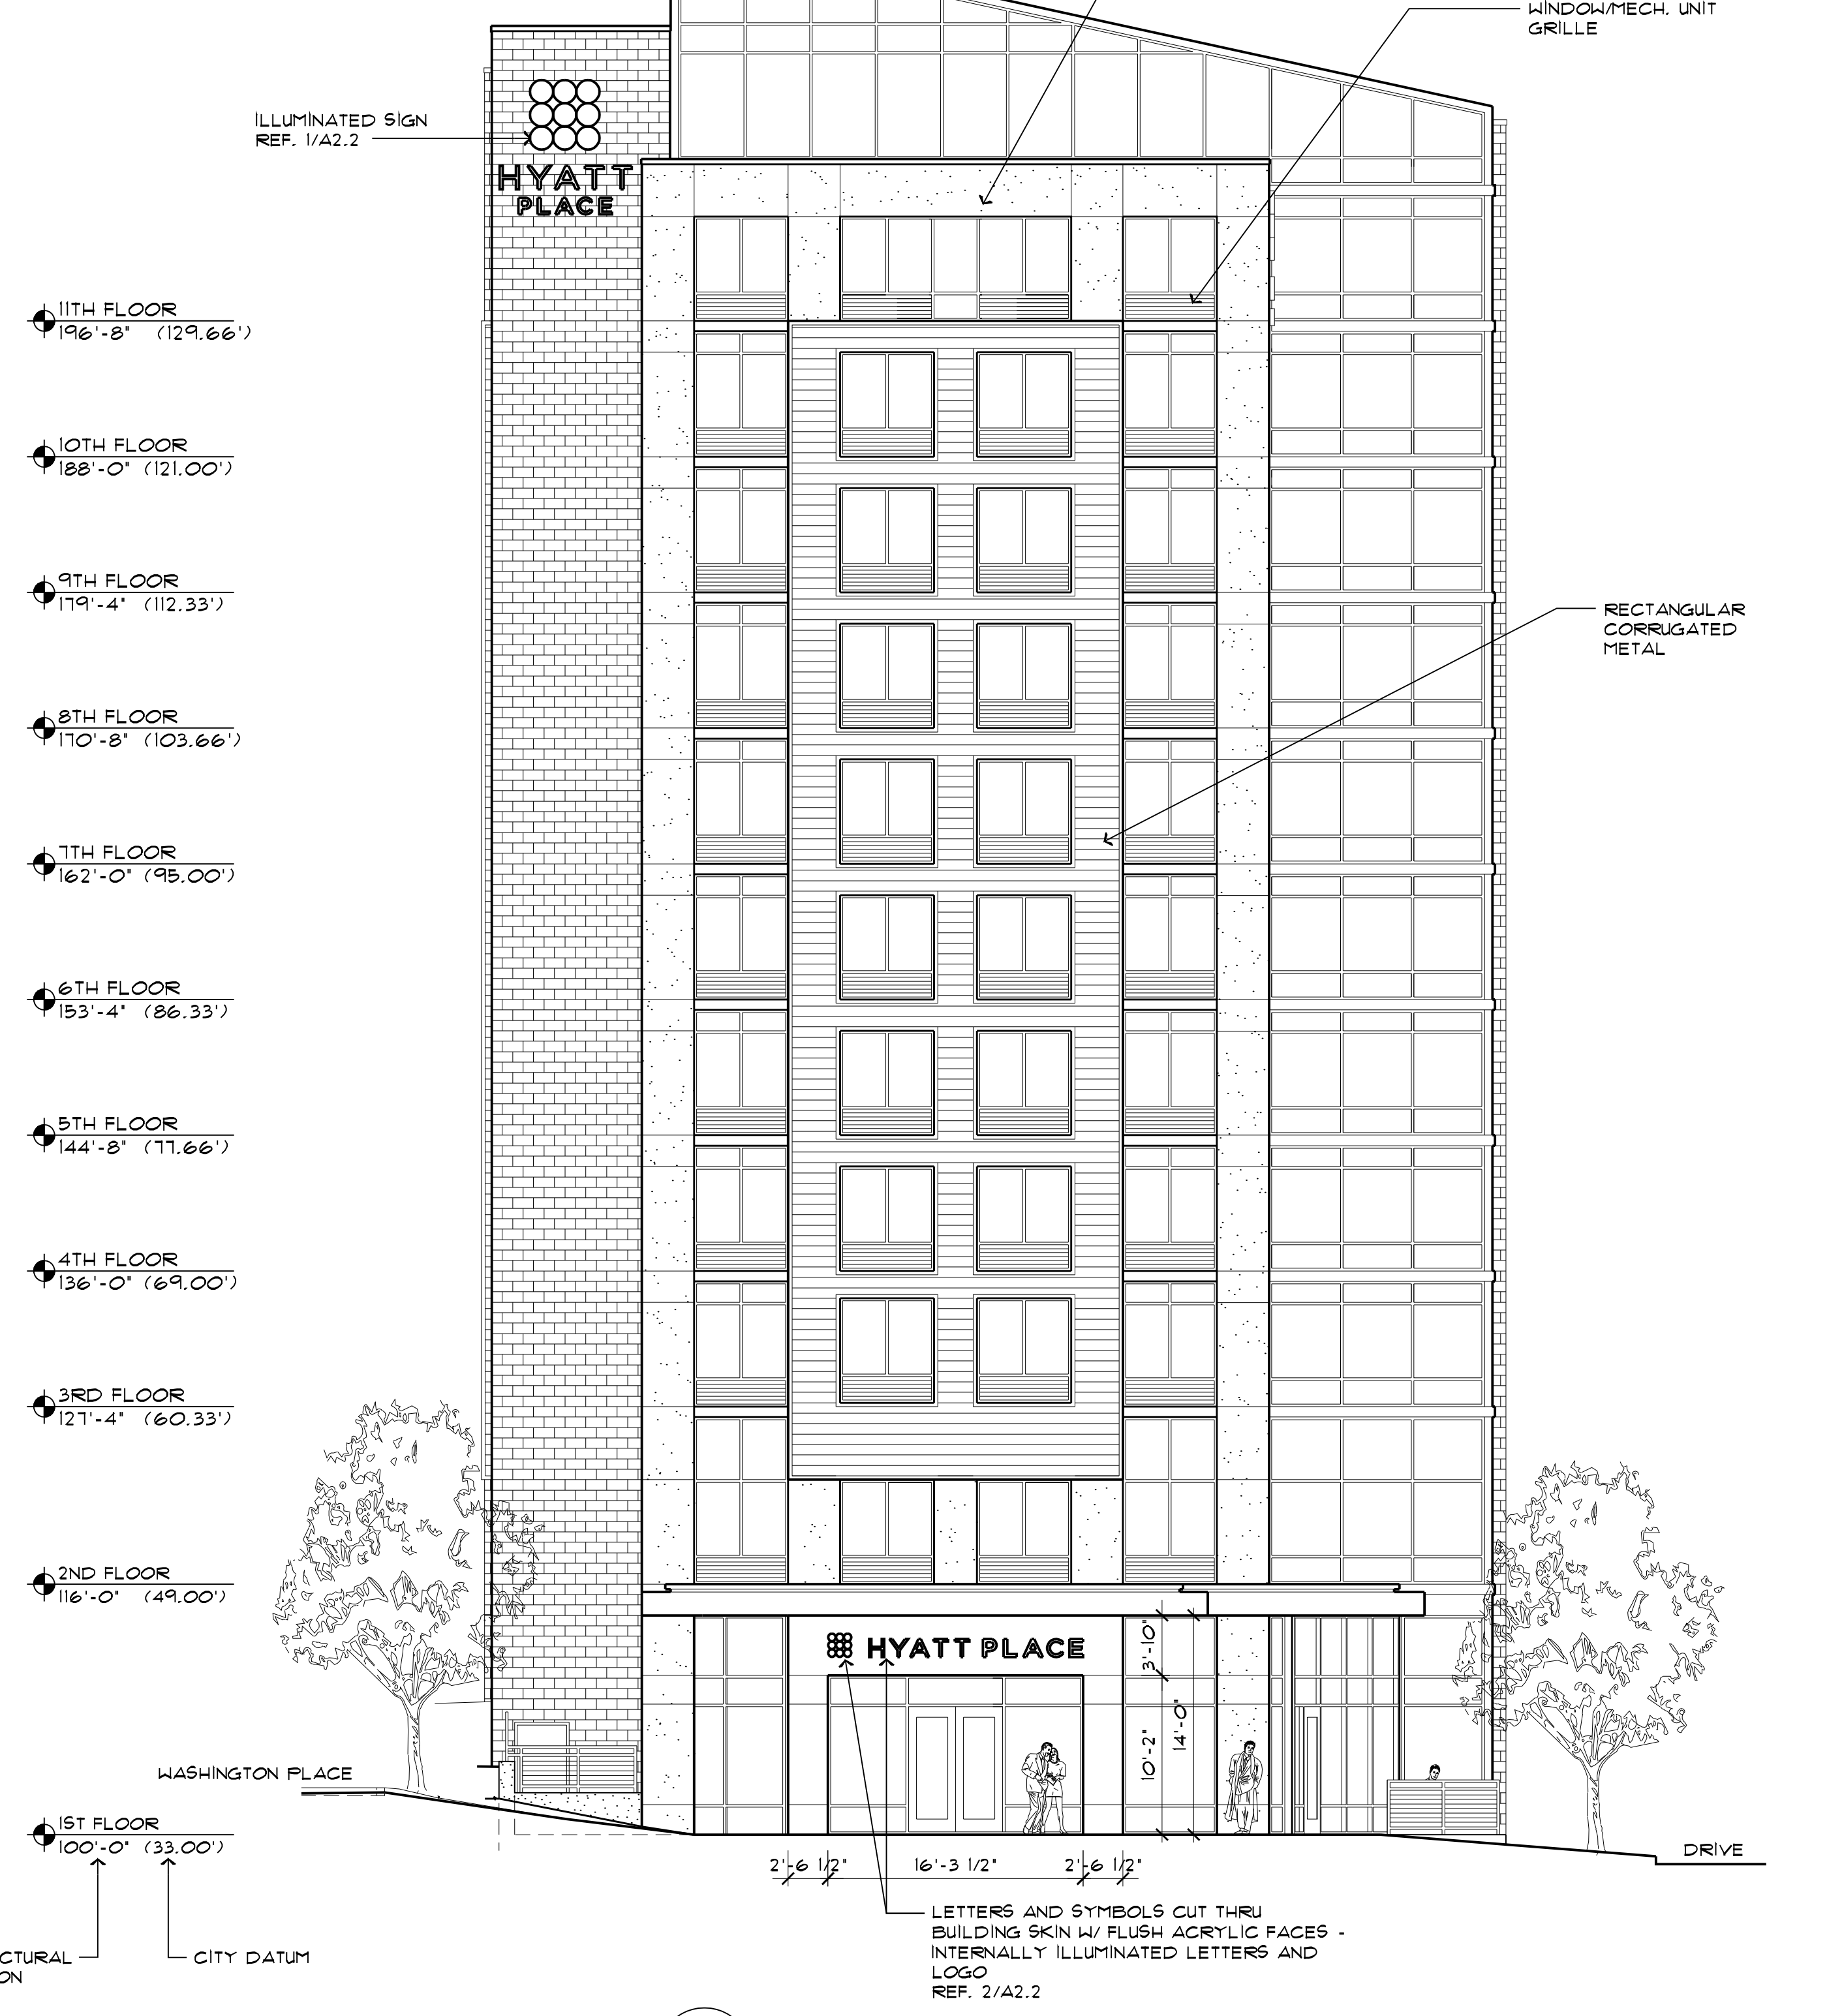 WINDOW/MECH. UNIT
GRILLE
ILLUMINATED SIGN
REF. 1/A2.2
HYATT
PLACE
11TH FLOOR
196'-8" (129.66')
10TH FLOOR
188'-0" (121.00')
9TH FLOOR
179'-4" (112.33')
RECTANGULAR
CORRUGATED
METAL
8TH FLOOR
170'-8" (103.66')
7TH FLOOR
162'-0" (95.00')
6TH FLOOR
153'-4" (86.33')
5TH FLOOR
144'-8" (77.66')
4TH FLOOR
136'-0" (69.00')
3RD FLOOR
127'-4" (60.33')
2ND FLOOR
116'-0" (49.00')
HYATT PLACE
3'-10"
14'-0"
10'-2"
WASHINGTON PLACE
1ST FLOOR
100'-0" (33.00')
DRIVE
2'-6 1/2" 16'-3 1/2" 2'-6 1/2"
LETTERS AND SYMBOLS CUT THRU
BUILDING SKIN W/ FLUSH ACRYLIC FACES -
INTERNALLY ILLUMINATED LETTERS AND
LOGO
REF. 2/A2.2
CTURAL
ON
CITY DATUM